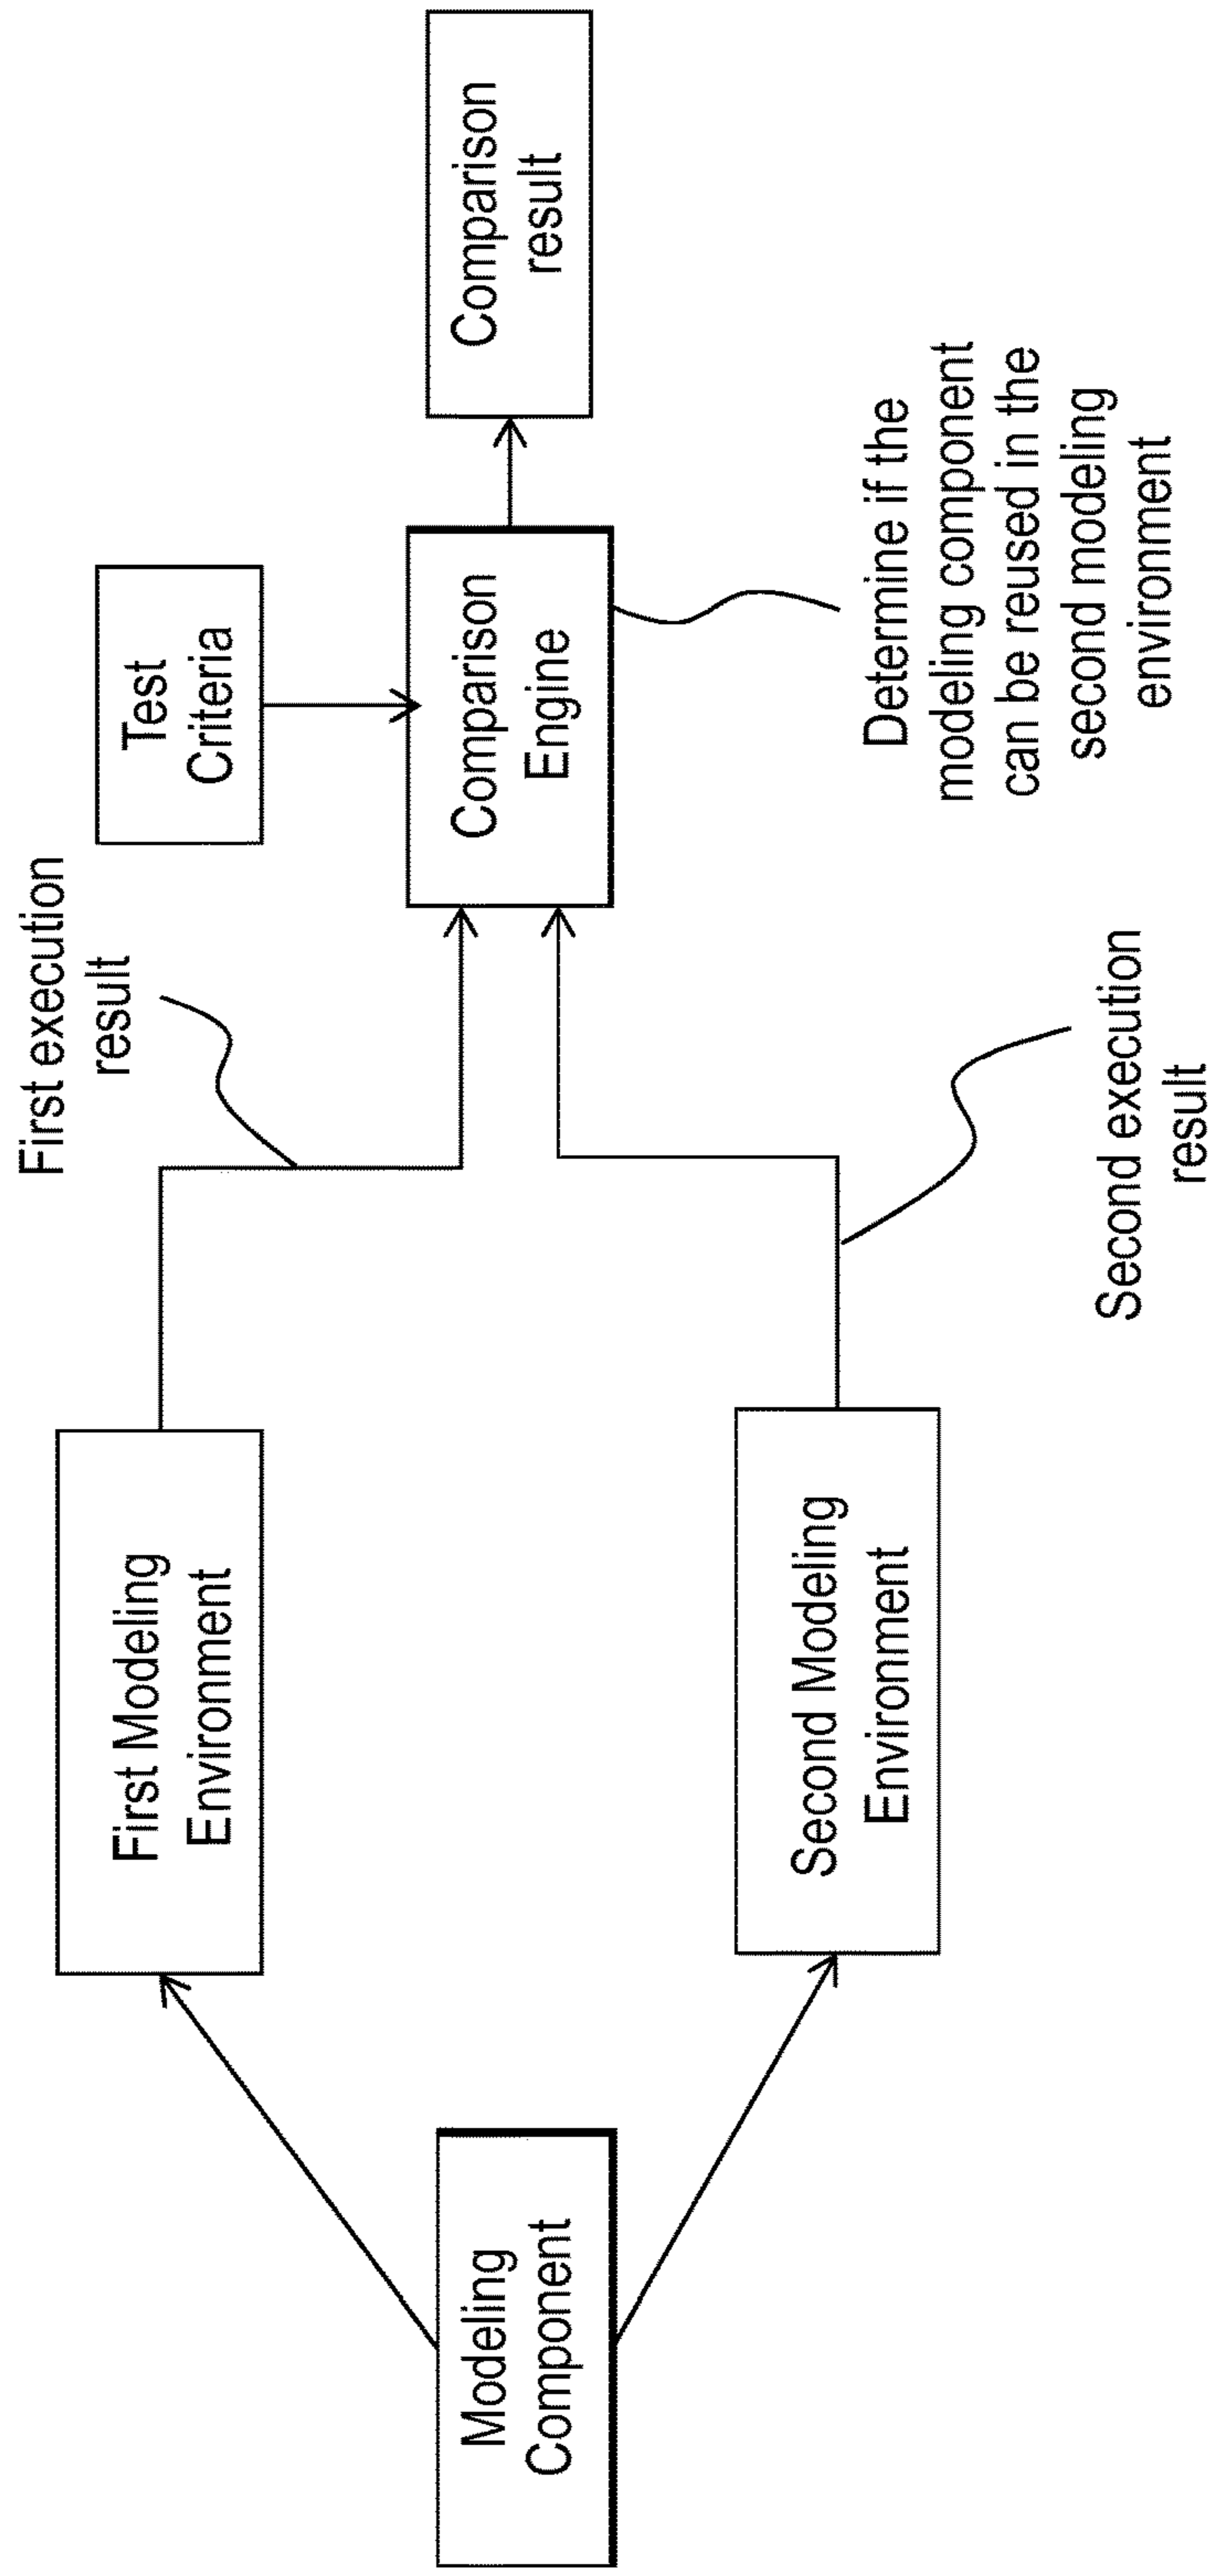 Modeling
Component
First Modeling
Environment
Second Modeling
Environment
First execution
result
Second execution
result
Test
Criteria
Comparison
Engine
Determine if the
modeling component
can be reused in the
second modeling
environment
Comparison
result